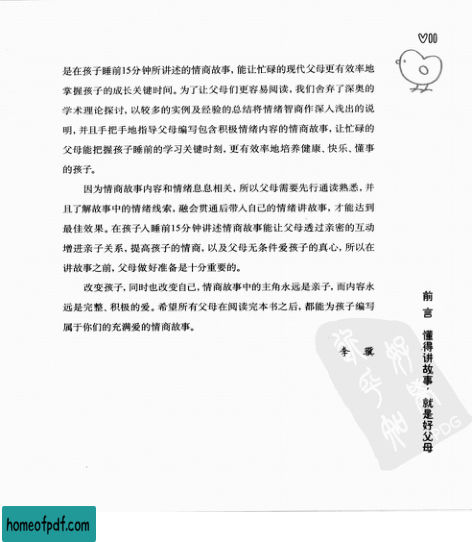 VII
是在孩子睡前15分钟所讲述的情商故事，能让忙碌的现代父母更有效率地
掌握孩子的成长关键时间。为了让父母们更容易阅读，我们舍弃了深奥的
学术理论探讨，以较多的实例及经验的总结将情绪智商作深入浅出的说
明，并且手把手地指导父母编写包含积极情绪内容的情商故事，让忙碌的
父母能把握孩子睡前的学习关键时刻，更有效率地培养健康、快乐、懂事
的孩子。
因为情商故事内容和情绪息息相关，所以父母需要先行通读熟悉，并
且了解故事中的情绪线索，融会贯通后带入自己的情绪讲故事，才能达到
最佳效果。在孩子入睡前15分钟讲述情商故事能让父母透过亲密的互动
增进亲子关系，提高孩子的情商，以及父母无条件爱孩子的真心，所以在
讲故事之前，父母做好准备是十分重要的。
改变孩子，同时也改变自己，情商故事中的主角永远是亲子，而内容永
远是完整、积极的爱。希望所有父母在阅读完本书之后，都能为孩子编写
属于你们的充满爱的情商故事。
李 骥
前言 懂得讲故事，就是好父母
PDG
homeofpdf.com